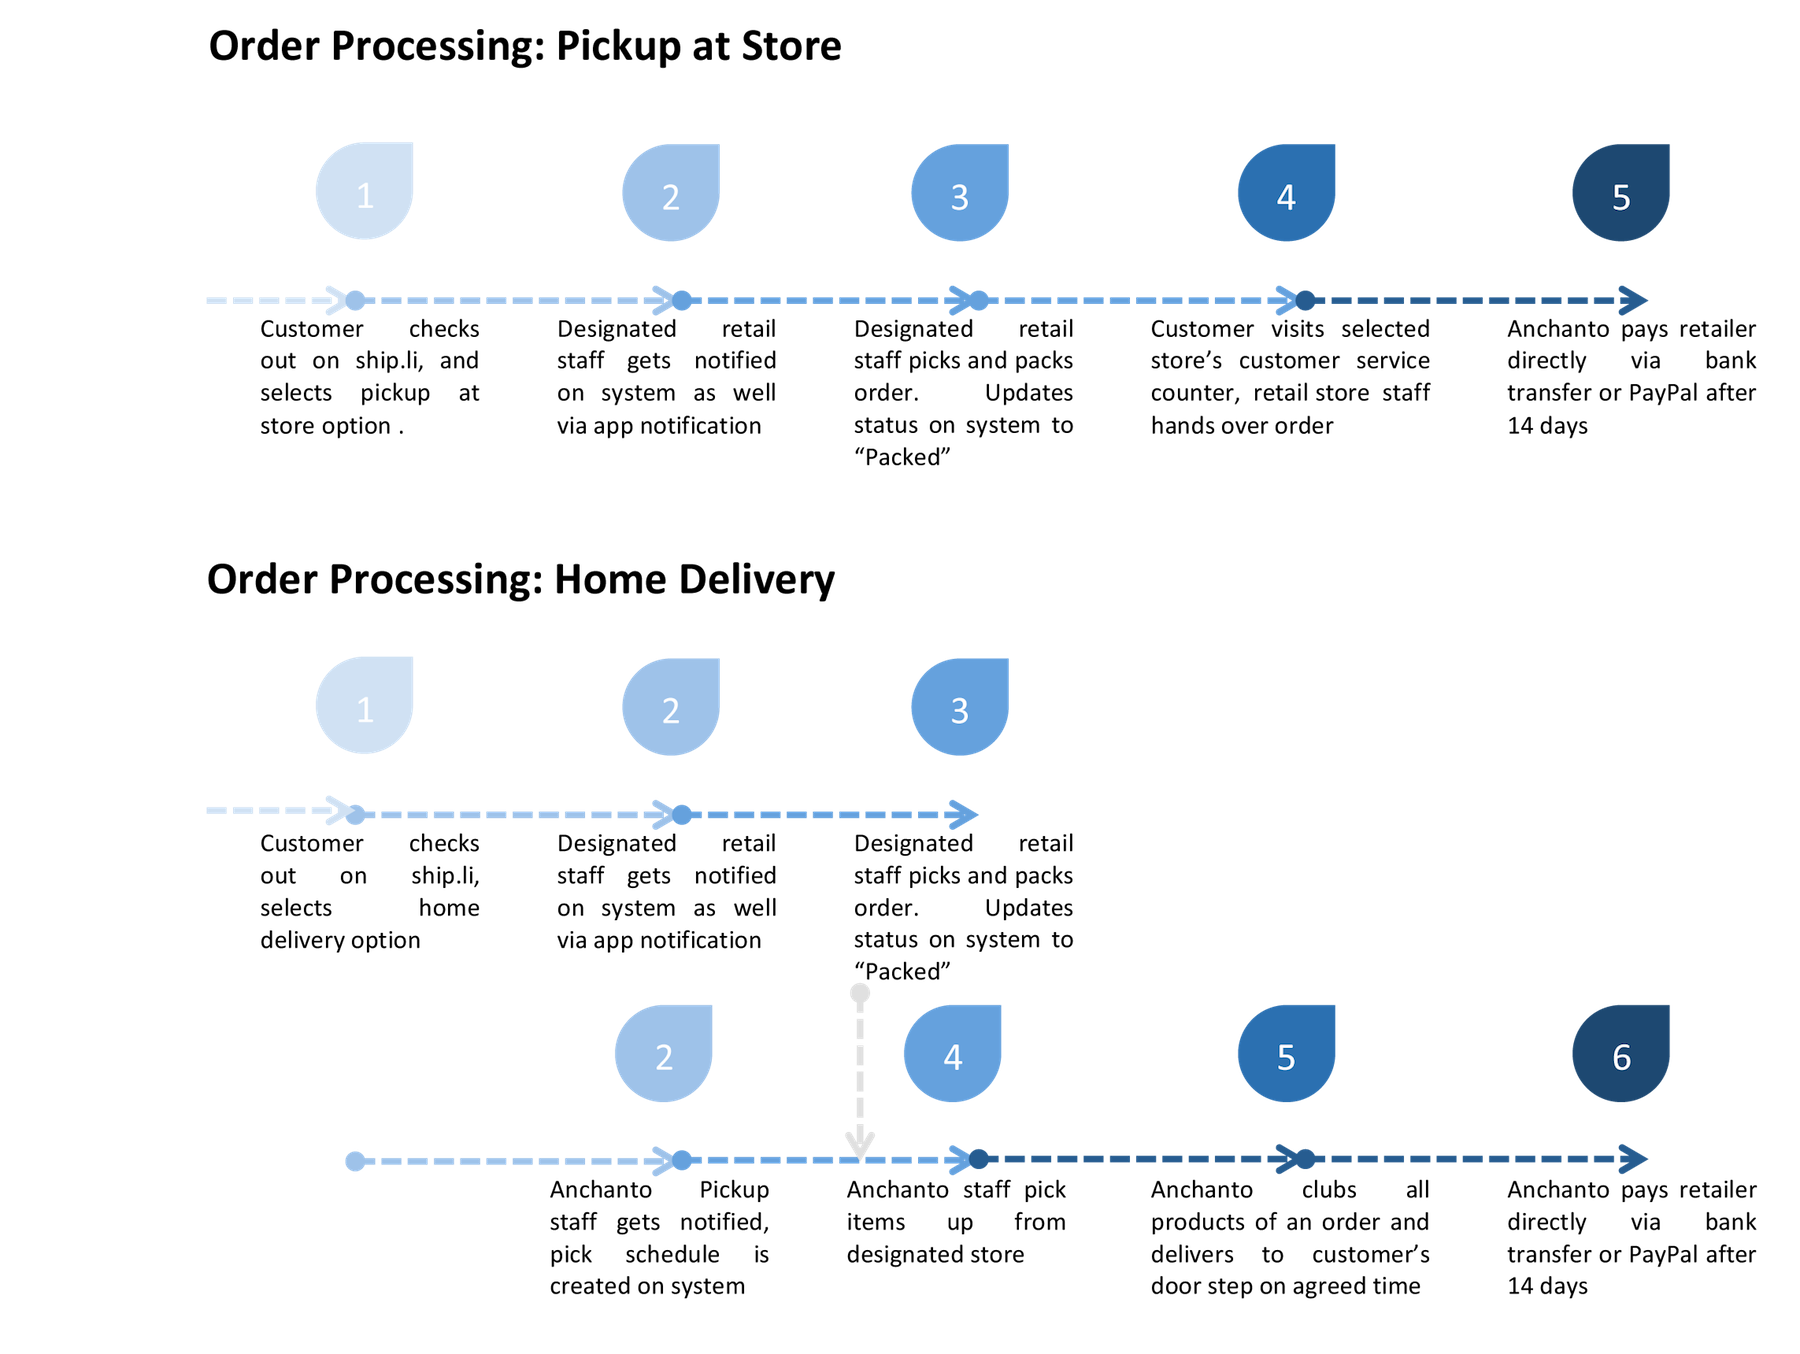 Order Processing: Pickup at Store
1
2
3
4
5
Customer checks
out on ship.li, and
selects pickup at
store option .
Designated retail
staff gets notified
on system as well
via app notification
Designated retail
staff picks and packs
order. Updates
status on system to
“Packed”
Customer visits selected
store’s customer service
counter, retail store staff
hands over order
Anchanto pays retailer
directly via bank
transfer or PayPal after
14 days
Order Processing: Home Delivery
1
2
3
Customer checks
out on ship.li,
selects home
delivery option
Designated retail
staff gets notified
on system as well
via app notification
Designated retail
staff picks and packs
order. Updates
status on system to
“Packed”
2
4
5
6
Anchanto Pickup
staff gets notified,
pick schedule is
created on system
Anchanto staff pick
items up from
designated store
Anchanto clubs all
products of an order and
delivers to customer’s
door step on agreed time
Anchanto pays retailer
directly via bank
transfer or PayPal after
14 days